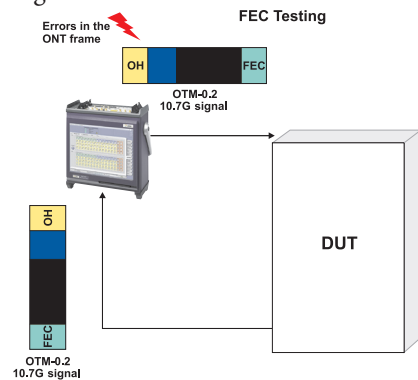 FEC Testing
Errors in the
ONT frame
OH
FEC
OTM-0.2
10.7G signal
DUT
OH
FEC
OTM-0.2
10.7G signal